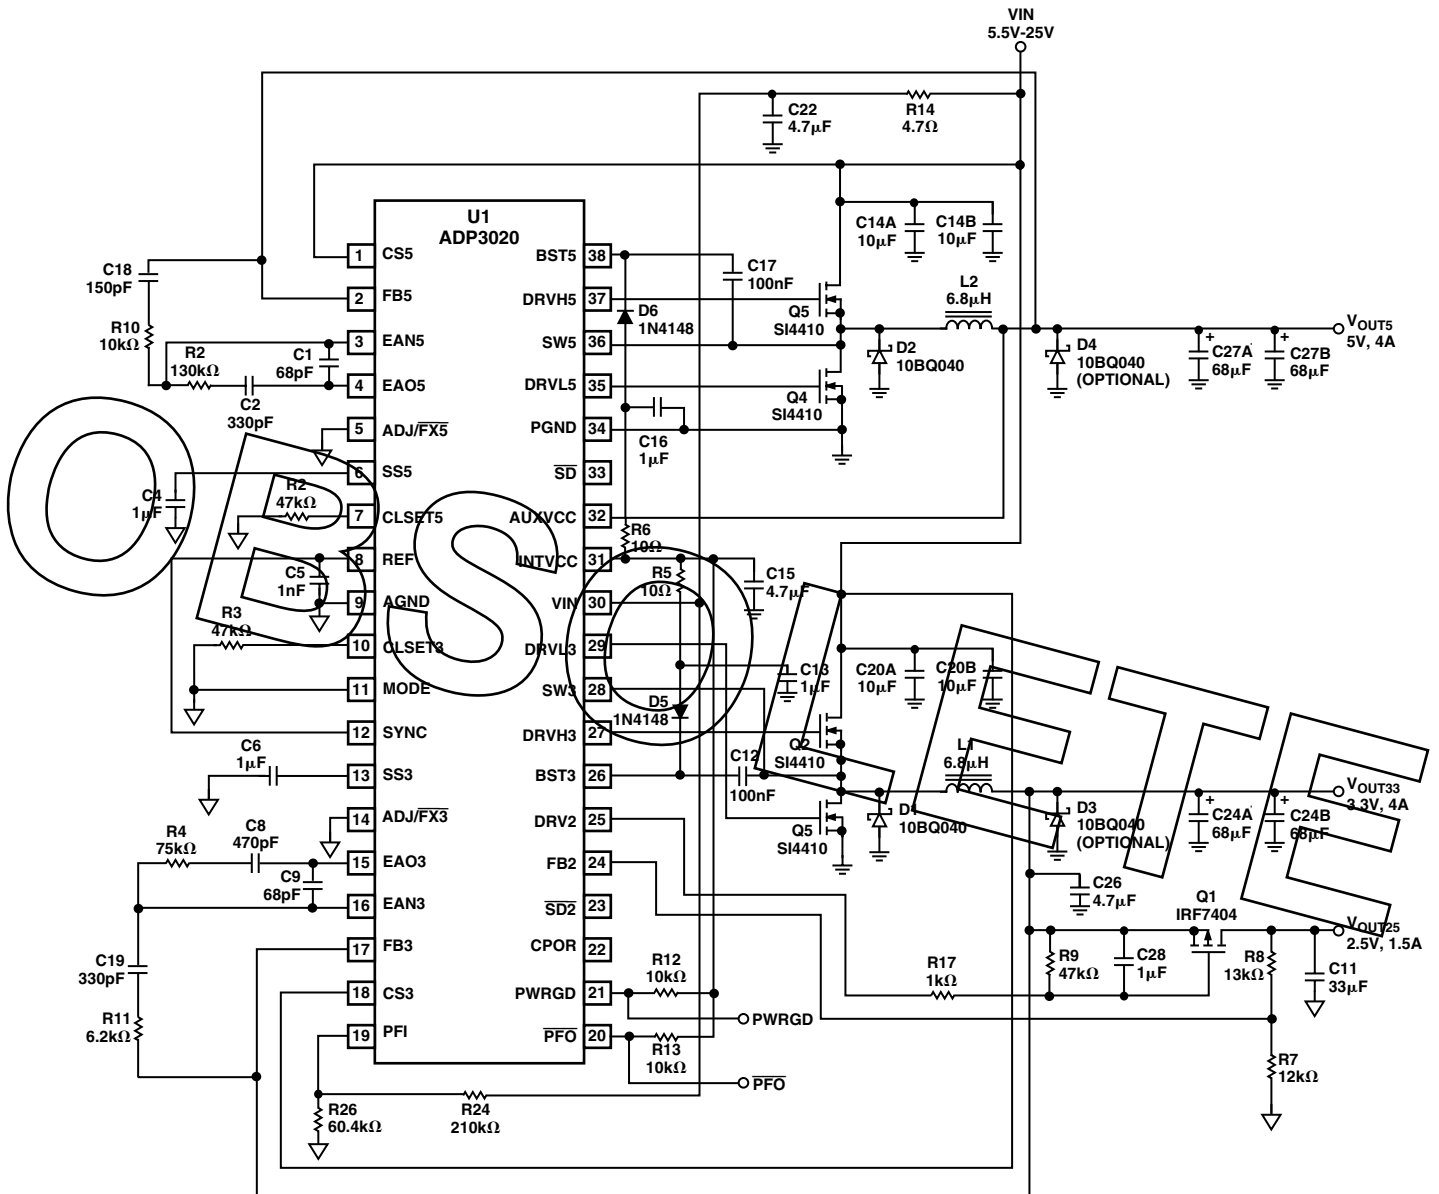 VIN
5.5V-25V
C22
4.7µF
R14
4.7Ω
U1
ADP3020
C14A
10µF
C14B
10µF
1
CS5
BST5
38
C17
100nF
C18
150pF
2
FB5
DRVH5
37
D6
1N4148
Q5
SI4410
L2
6.8µH
R10
10kΩ
3
EAN5
SW5
36
D2
10BQ040
D4
10BQ040
(OPTIONAL)
+
C27A
68µF
+
C27B
68µF
VOUT5
5V, 4A
R2
130kΩ
C1
68pF
4
EAO5
DRVL5
35
Q4
SI4410
C2
330pF
5
ADJ/FX5
PGND
34
C16
1µF
6
SS5
SD
33
C4
1µF
R2
47kΩ
7
CLSET5
AUXVCC
32
R6
10Ω
8
REF
INTVCC
31
C5
1nF
R5
10Ω
C15
4.7µF
9
AGND
VIN
30
R3
47kΩ
10
CLSET3
DRVL3
29
C13
1µF
C20A
10µF
C20B
10µF
11
MODE
SW3
28
D5
1N4148
12
SYNC
DRVH3
27
Q2
SI4410
L1
6.8µH
C6
1µF
13
SS3
BST3
26
C12
100nF
D1
10BQ040
D3
10BQ040
(OPTIONAL)
+
C24A
68µF
+
C24B
68µF
VOUT33
3.3V, 4A
14
ADJ/FX3
DRV2
25
Q5
SI4410
R4
75kΩ
C8
470pF
15
EAO3
FB2
24
C9
68pF
C26
4.7µF
16
EAN3
SD2
23
Q1
IRF7404
VOUT25
2.5V, 1.5A
17
FB3
CPOR
22
C19
330pF
R12
10kΩ
R17
1kΩ
R9
47kΩ
C28
1µF
R8
13kΩ
C11
33µF
18
CS3
PWRGD
21
PWRGD
R11
6.2kΩ
19
PFI
PFO
20
R13
10kΩ
PFO
R7
12kΩ
R26
60.4kΩ
R24
210kΩ
OBSOLETE